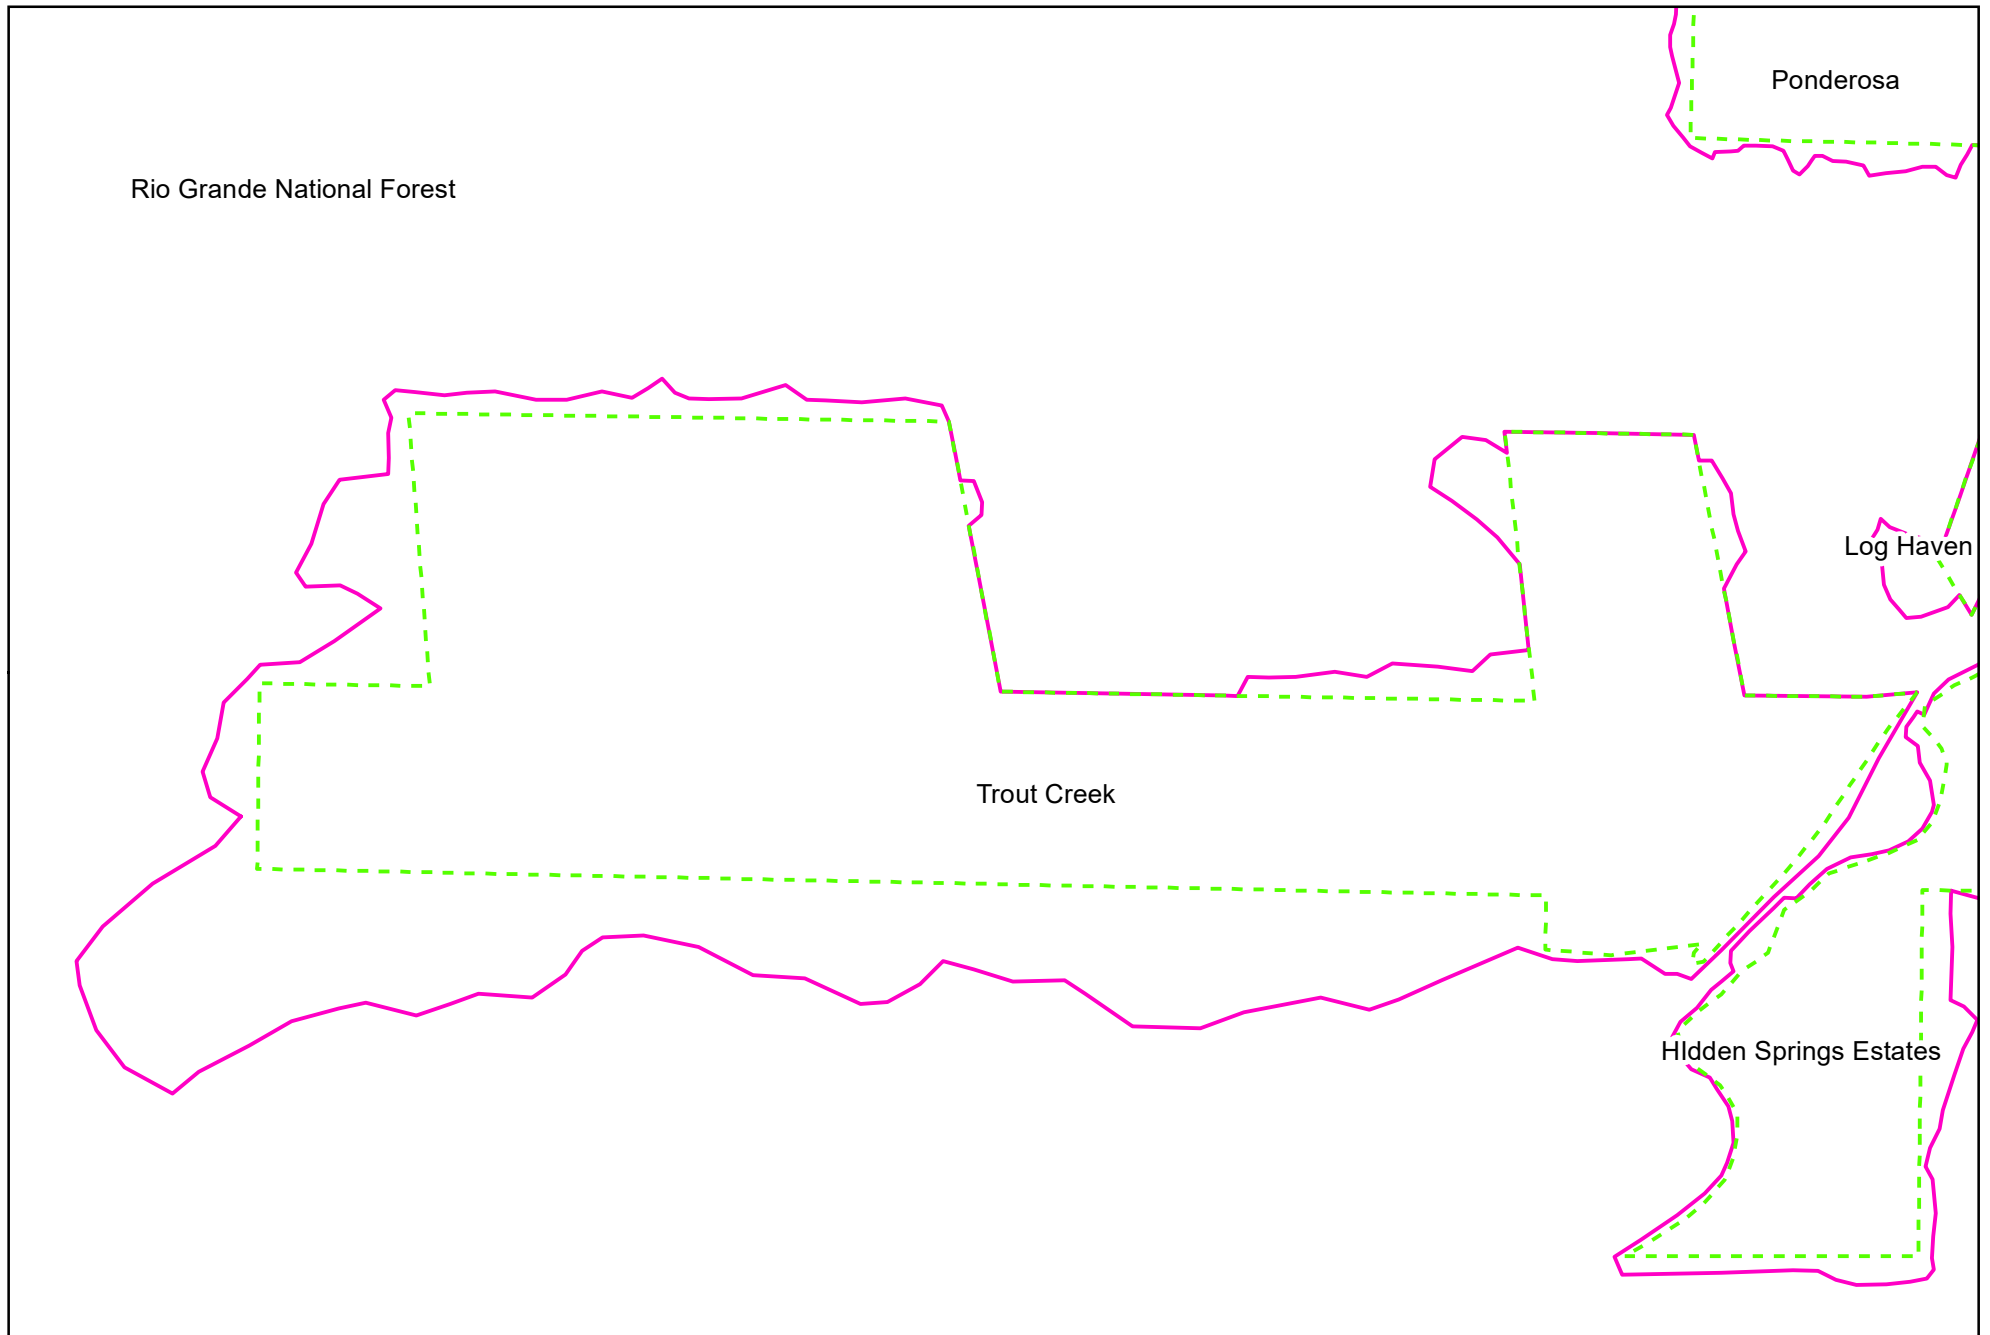 Ponderosa
Rio Grande National Forest
Log Haven
Trout Creek
HIdden Springs Estates